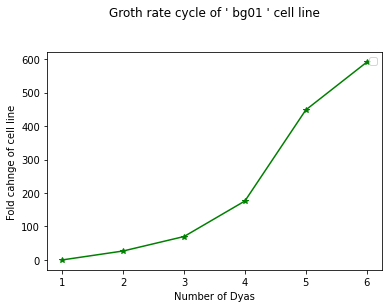 Groth rate cycle of ' bg01 ' cell line
600
500
400
300
200
100
0
Fold cahnge of cell line
1 2 3 4 5 6
Number of Dyas